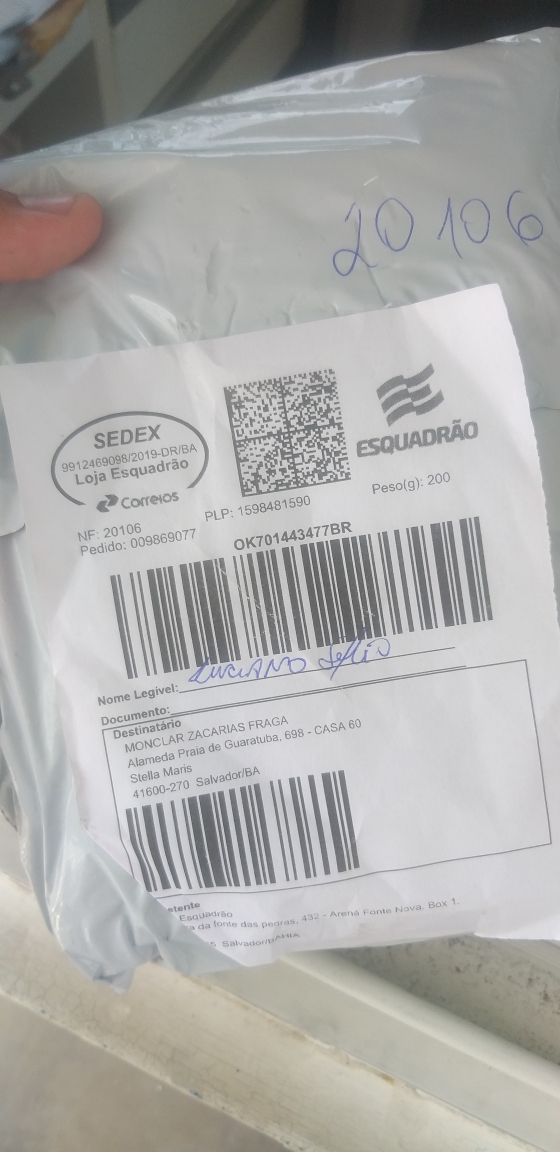 20106
SEDEX
9912469098/2019-DR/BA
Loja Esquadrão
Correios
ESQUADRÃO
NF: 20106
PLP: 1598481590
Peso(g): 200
Pedido: 009869077
OK701443477BR
Nome Legível: LUCIANO
Documento:
Destinatário
MONCLAR ZACARIAS FRAGA
Alameda Praia de Guaratuba, 698 - CASA 60
Stella Maris
41600-270 Salvador/BA
Esquadrão
da fonte das pedras, 432 - Arena Fonte Nova. Box 1.
Salvador/BAHIA